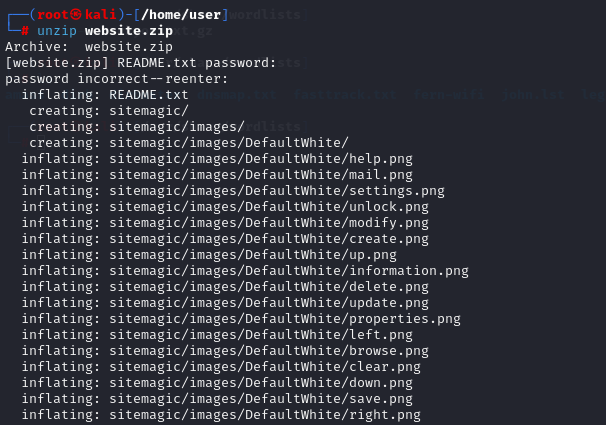 ┌──(root㉿kali)-[/home/user]
└─# unzip website.zip
Archive:  website.zip
[website.zip] README.txt password:
password incorrect--reenter:
  inflating: README.txt
   creating: sitemagic/
   creating: sitemagic/images/
   creating: sitemagic/images/DefaultWhite/
  inflating: sitemagic/images/DefaultWhite/help.png
  inflating: sitemagic/images/DefaultWhite/mail.png
  inflating: sitemagic/images/DefaultWhite/settings.png
  inflating: sitemagic/images/DefaultWhite/unlock.png
  inflating: sitemagic/images/DefaultWhite/modify.png
  inflating: sitemagic/images/DefaultWhite/create.png
  inflating: sitemagic/images/DefaultWhite/up.png
  inflating: sitemagic/images/DefaultWhite/information.png
  inflating: sitemagic/images/DefaultWhite/delete.png
  inflating: sitemagic/images/DefaultWhite/update.png
  inflating: sitemagic/images/DefaultWhite/properties.png
  inflating: sitemagic/images/DefaultWhite/left.png
  inflating: sitemagic/images/DefaultWhite/browse.png
  inflating: sitemagic/images/DefaultWhite/clear.png
  inflating: sitemagic/images/DefaultWhite/down.png
  inflating: sitemagic/images/DefaultWhite/save.png
  inflating: sitemagic/images/DefaultWhite/right.png